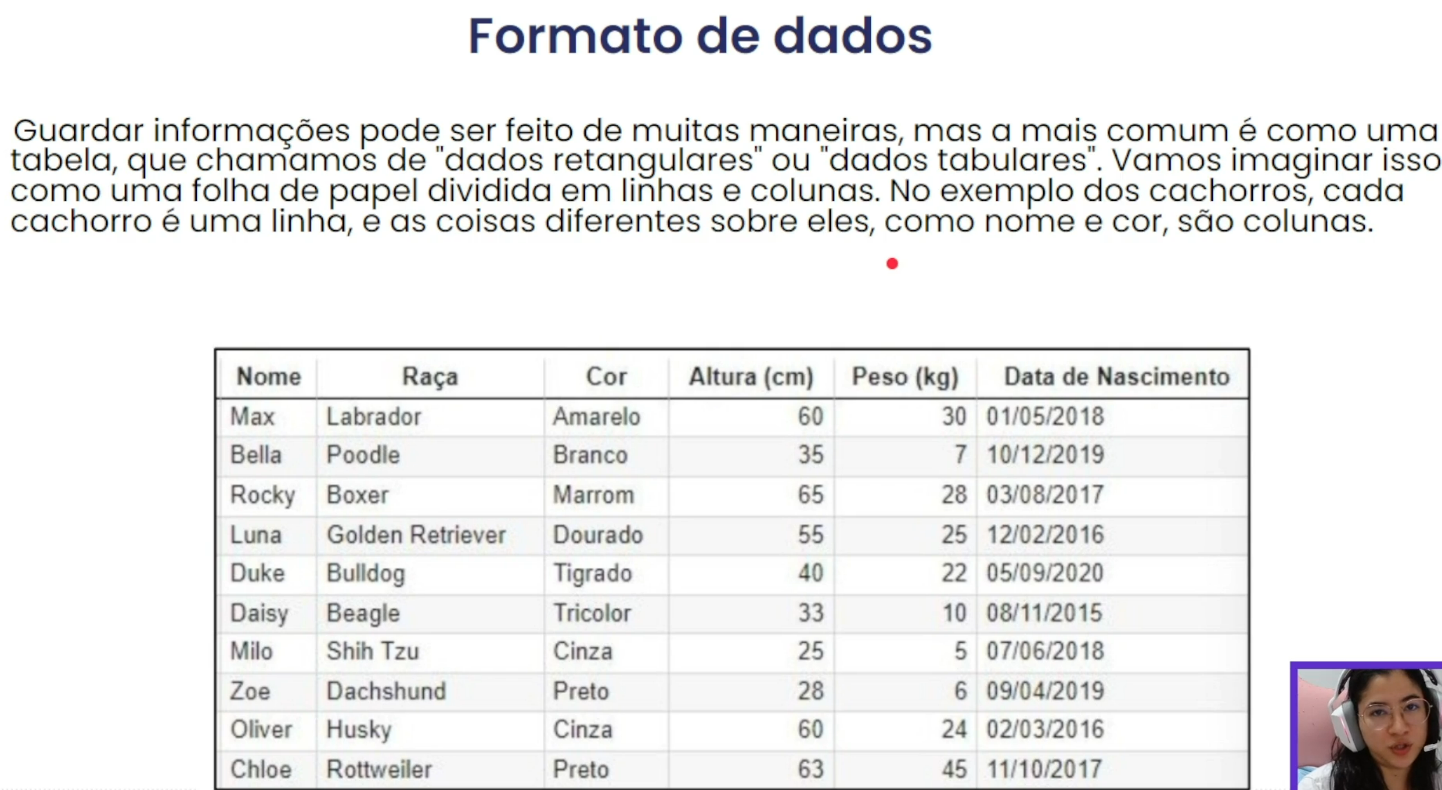 Formato de dados
Guardar informações pode ser feito de muitas maneiras, mas a mais comum é como uma
tabela, que chamamos de "dados retangulares" ou "dados tabulares". Vamos imaginar isso
como uma folha de papel dividida em linhas e colunas. No exemplo dos cachorros, cada
cachorro é uma linha, e as coisas diferentes sobre eles, como nome e cor, são colunas.
Nome Raça Cor Altura (cm) Peso (kg) Data de Nascimento
Max Labrador Amarelo 60 30 01/05/2018
Bella Poodle Branco 35 7 10/12/2019
Rocky Boxer Marrom 65 28 03/08/2017
Luna Golden Retriever Dourado 55 25 12/02/2016
Duke Bulldog Tigrado 40 22 05/09/2020
Daisy Beagle Tricolor 33 10 08/11/2015
Milo Shih Tzu Cinza 25 5 07/06/2018
Zoe Dachshund Preto 28 6 09/04/2019
Oliver Husky Cinza 60 24 02/03/2016
Chloe Rottweiler Preto 63 45 11/10/2017